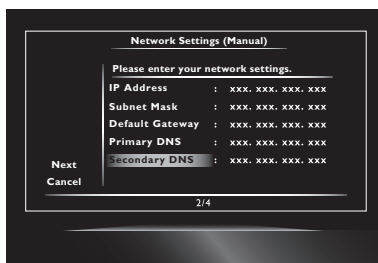 Network Settings (Manual)
Please enter your network settings.
IP Address : xxx. xxx. xxx. xxx
Subnet Mask : xxx. xxx. xxx. xxx
Default Gateway : xxx. xxx. xxx. xxx
Primary DNS : xxx. xxx. xxx. xxx
Secondary DNS : xxx. xxx. xxx. xxx
Next
Cancel
2/4